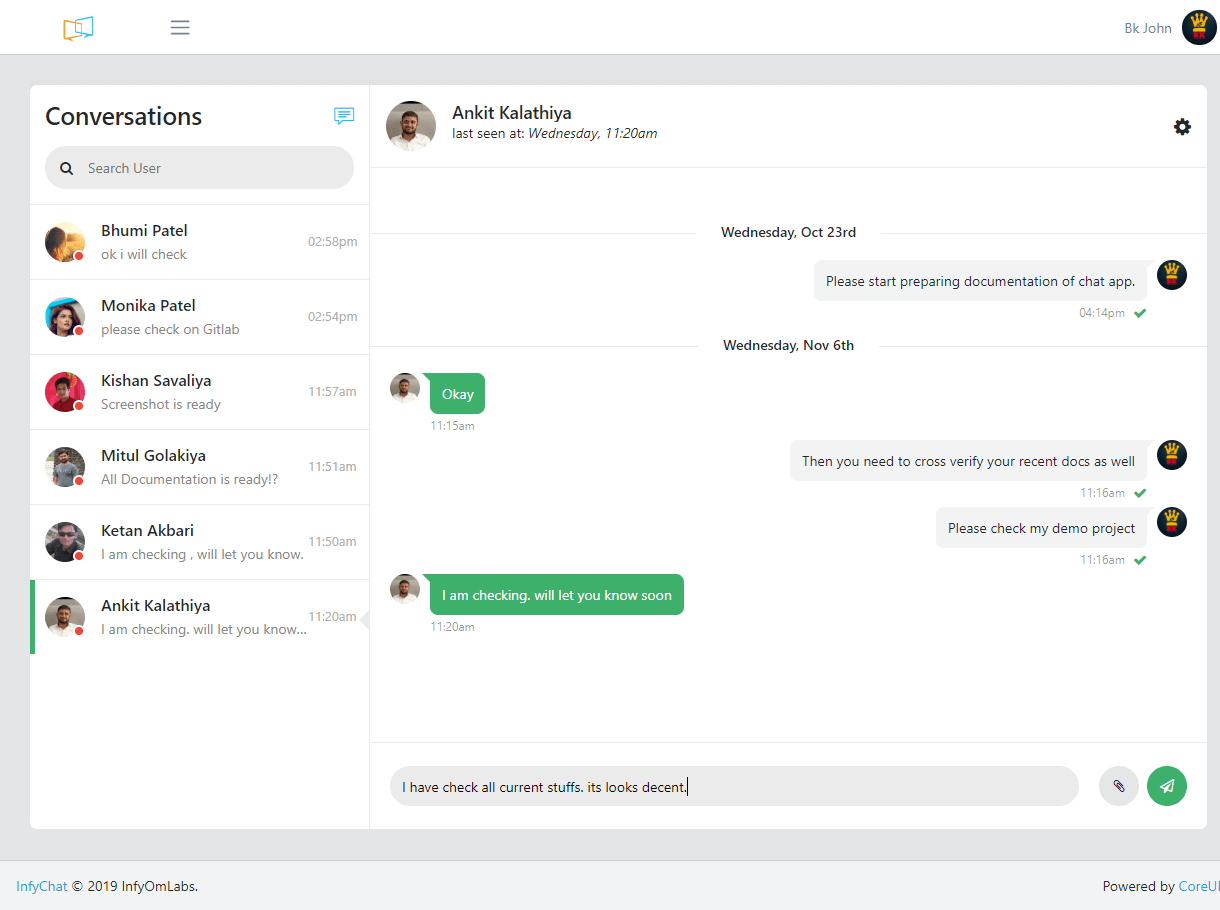 Bk John
Conversations
Search User
Bhumi Patel
ok i will check
02:58pm
Monika Patel
please check on Gitlab
02:54pm
Kishan Savaliya
Screenshot is ready
11:57am
Mitul Golakiya
All Documentation is ready!?
11:51am
Ketan Akbari
I am checking , will let you know.
11:50am
Ankit Kalathiya
I am checking. will let you know...
11:20am
Ankit Kalathiya
last seen at: Wednesday, 11:20am
Wednesday, Oct 23rd
Please start preparing documentation of chat app.
04:14pm
Wednesday, Nov 6th
Okay
11:15am
Then you need to cross verify your recent docs as well
11:16am
Please check my demo project
11:16am
I am checking. will let you know soon
11:20am
I have check all current stuffs. its looks decent.
InfyChat © 2019 InfyOmLabs.
Powered by CoreUI